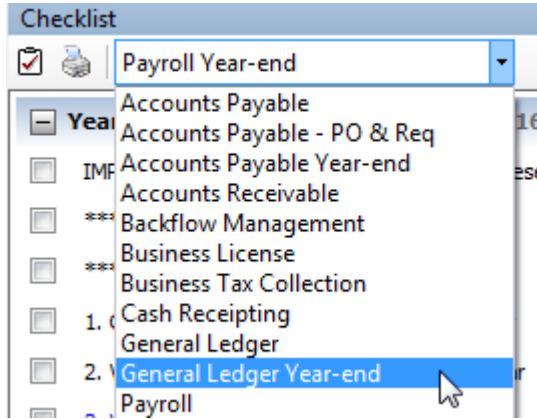 Checklist
Payroll Year-end
Accounts Payable
Accounts Payable - PO & Req
Accounts Payable Year-end
Accounts Receivable
Backflow Management
Business License
Business Tax Collection
Cash Receipting
General Ledger
General Ledger Year-end
Payroll
***
***
1.
2.